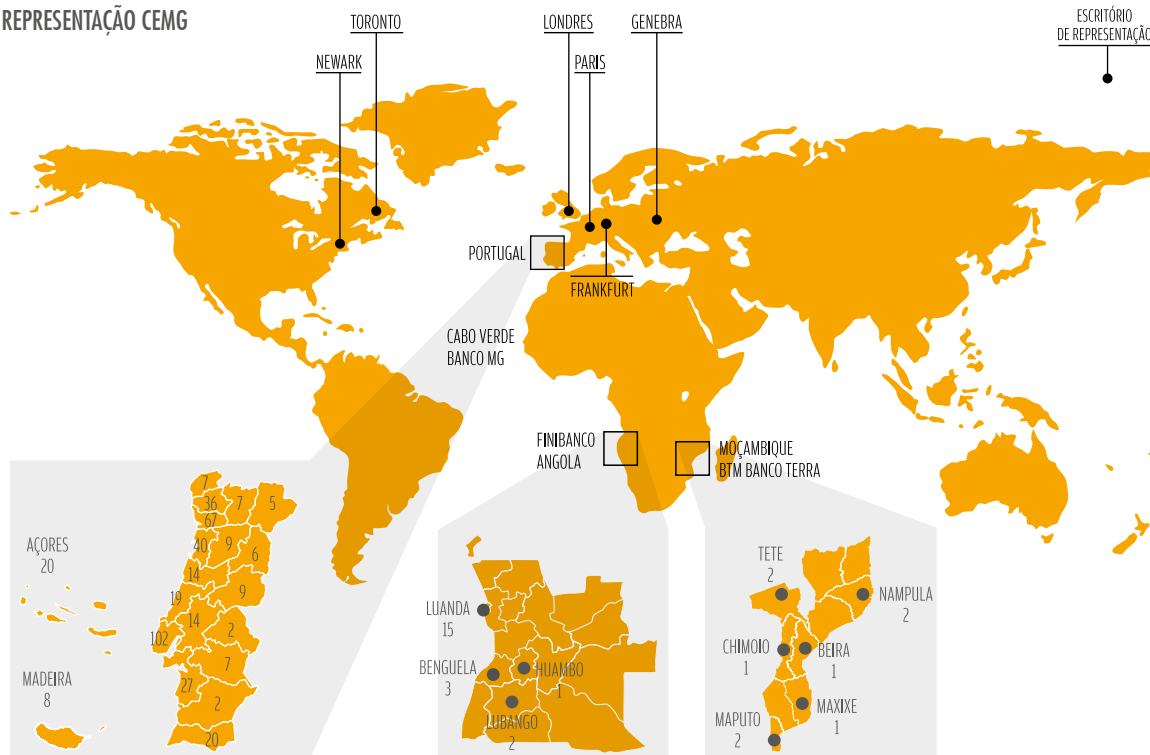 REPRESENTAÇÃO CEMG
TORONTO
LONDRES
GENEBRA
ESCRITÓRIO
DE REPRESENTAÇÃO
NEWARK
PARIS
PORTUGAL
FRANKFURT
CABO VERDE
BANCO MG
FINIBANCO
ANGOLA
MOÇAMBIQUE
BTM BANCO TERRA
AÇORES
20
MADEIRA
8
7
36
7
5
67
40
9
6
14
9
19
14
2
102
7
27
2
20
LUANDA
15
BENGUELA
3
HUAMBO
1
LUBANGO
2
TETE
2
NAMPULA
2
CHIMOIO
1
BEIRA
1
MAXIXE
1
MAPUTO
2